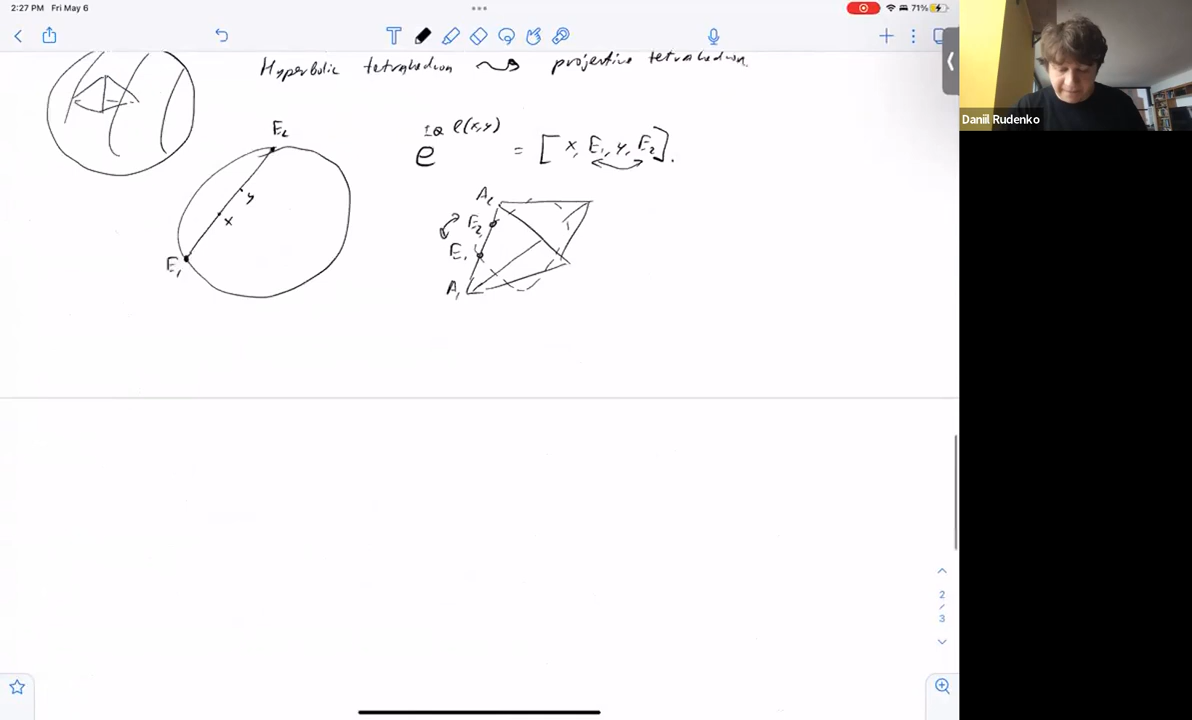 2:27 PM Fri May 6
71%
Hyperbolic tetrahedron ⇝ projective tetrahedron.
Daniil Rudenko
E₂
e^{l(x,y)} = [x, E₁, y, E₂].
y
x
A₂
E₂
E₁
E₁
A₁
2
/
3